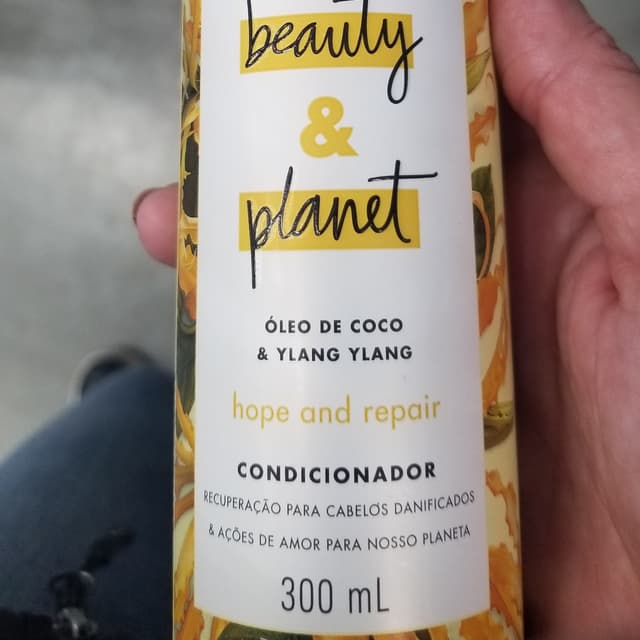 beauty
&
planet
ÓLEO DE COCO
& YLANG YLANG
hope and repair
CONDICIONADOR
RECUPERAÇÃO PARA CABELOS DANIFICADOS
& AÇÕES DE AMOR PARA NOSSO PLANETA
300 mL